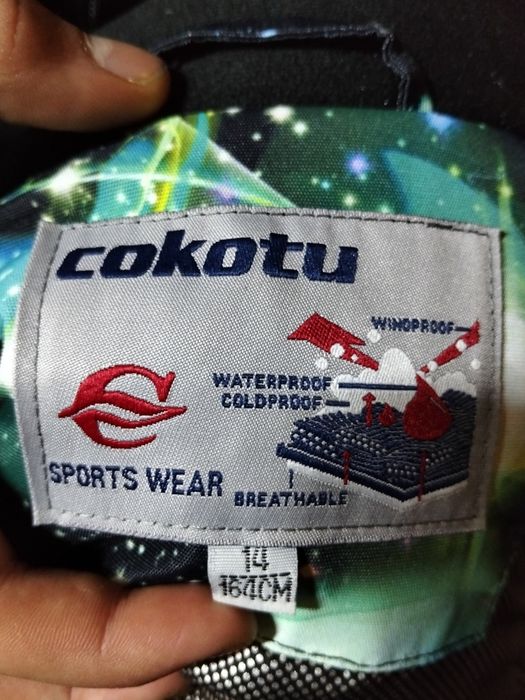 cokotu
WINDPROOF
WATERPROOF
COLDPROOF
SPORTS WEAR
BREATHABLE
14
164CM